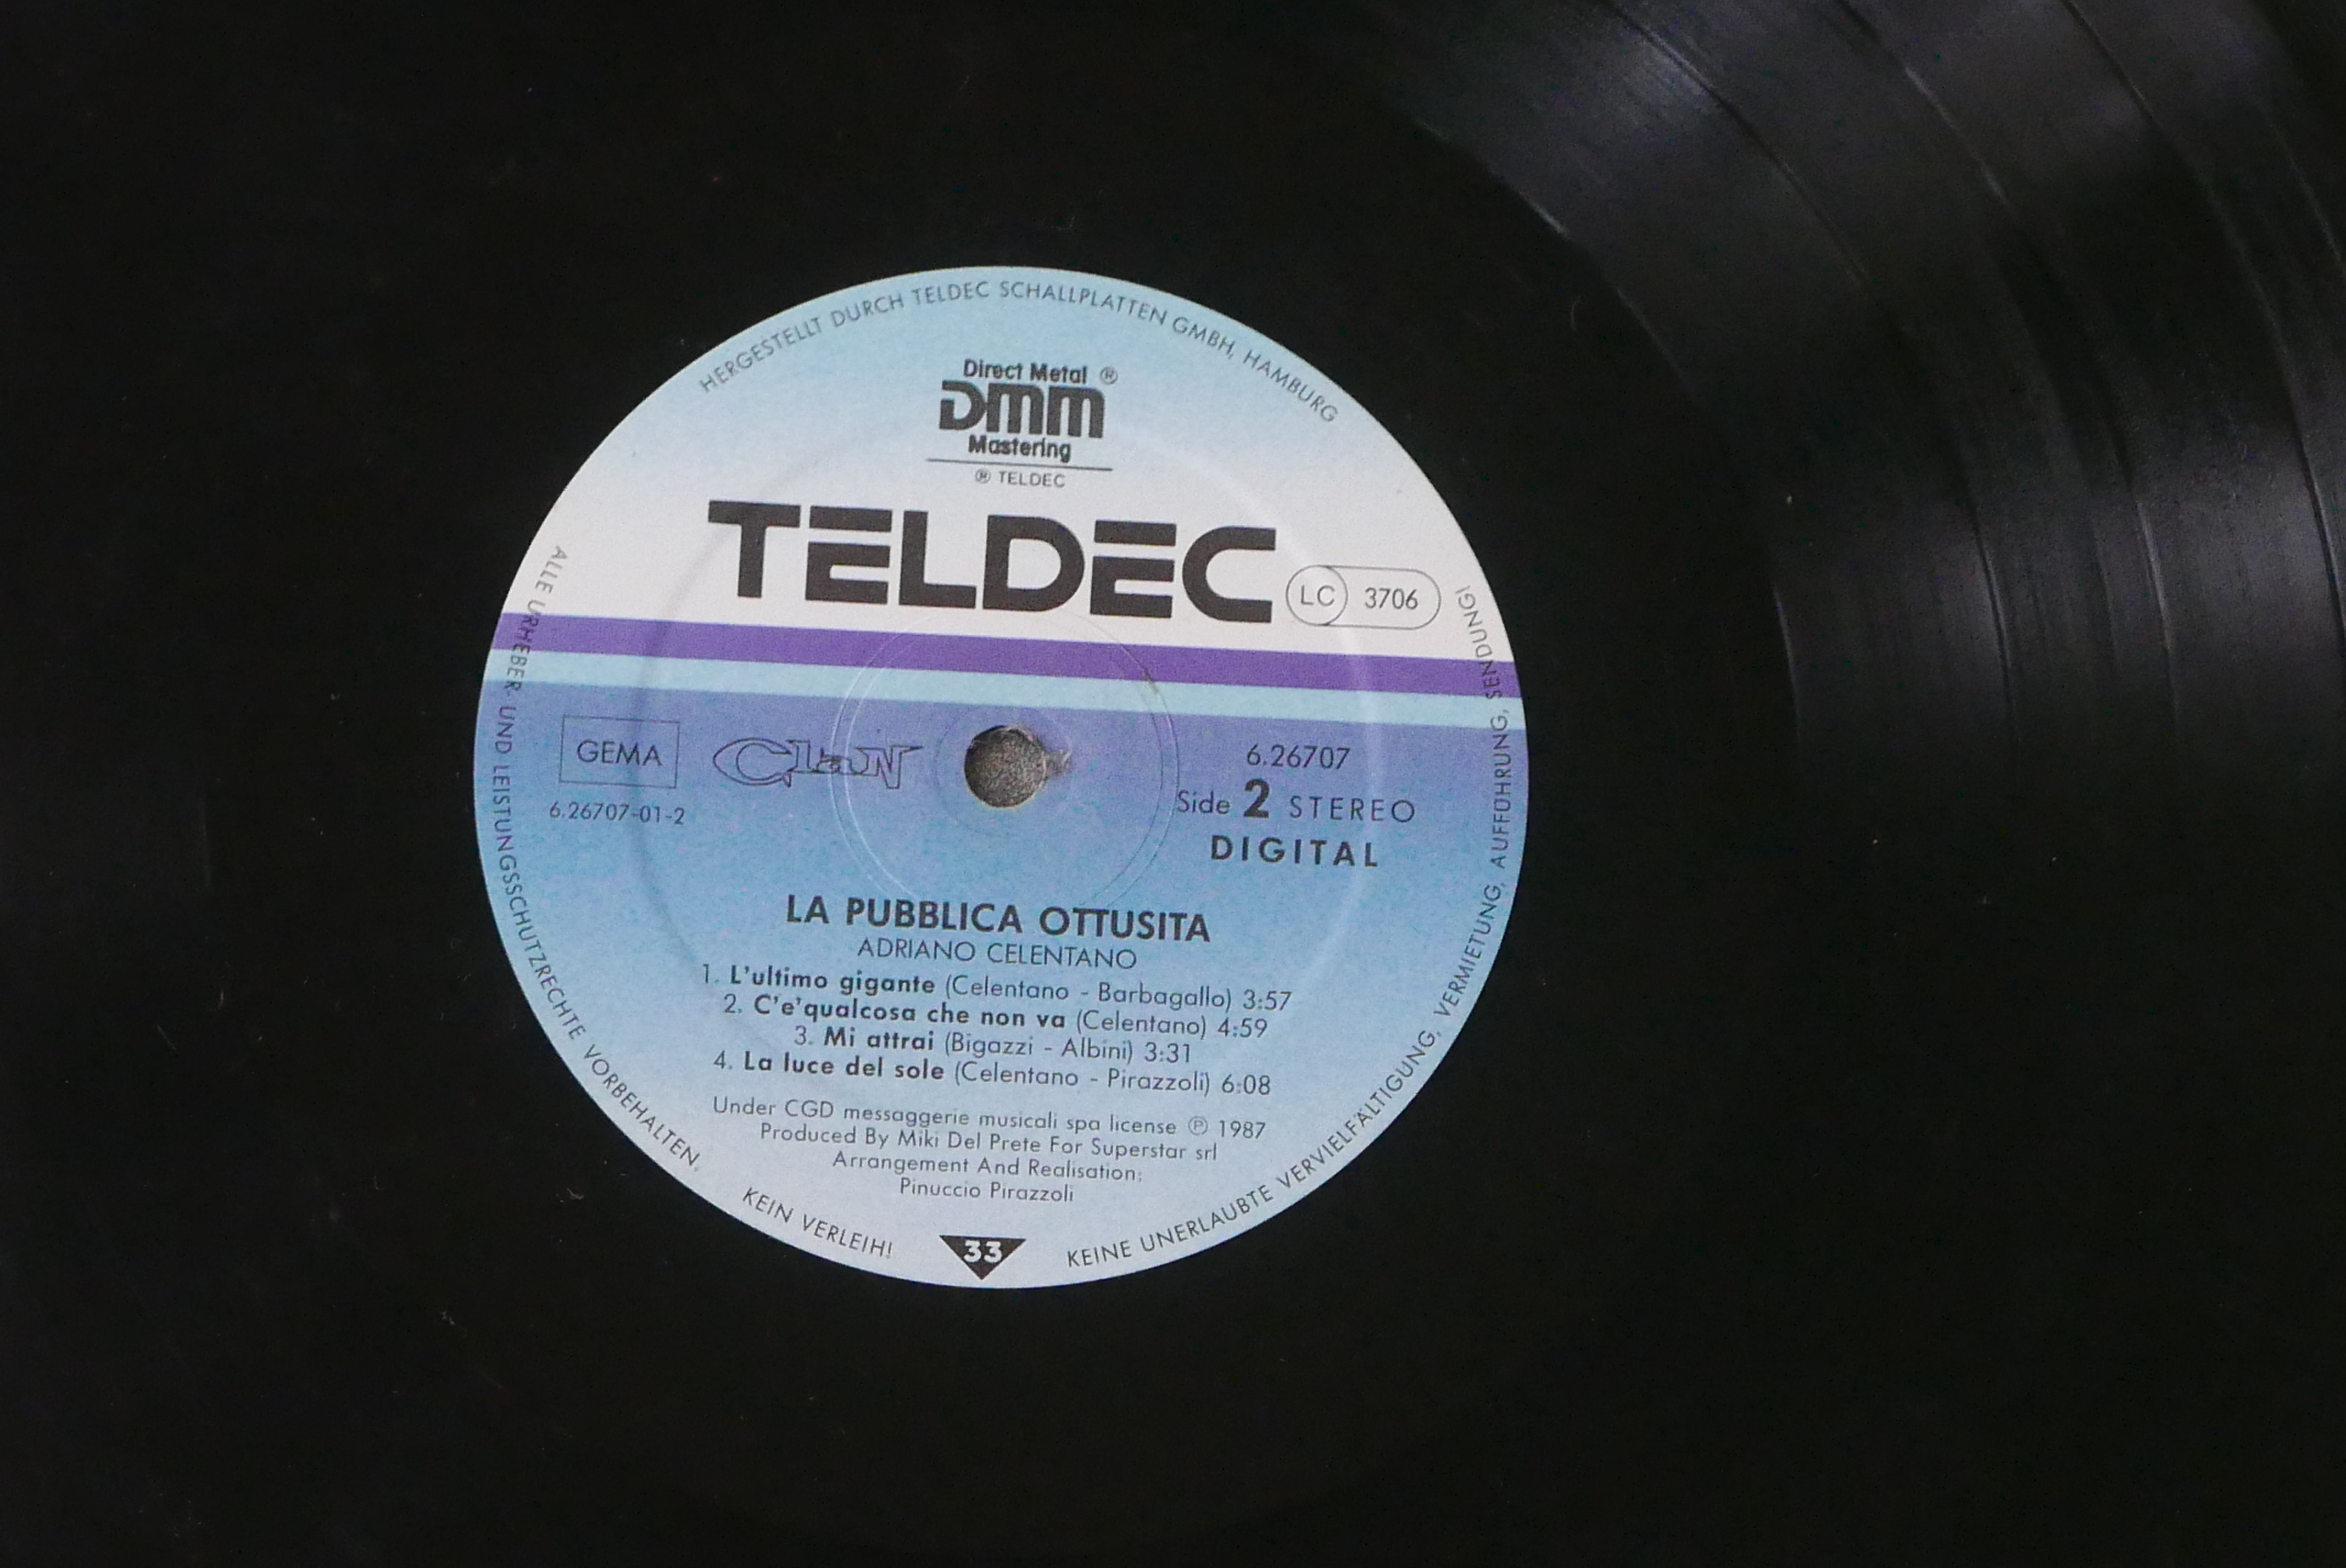 HERGESTELLT DURCH TELDEC SCHALLPLATTEN GMBH, HAMBURG
Direct Metal ®
DMM
Mastering
® TELDEC
TELDEC
LC 3706
GEMA
Clan
6.26707-01-2
6.26707
Side 2 STEREO
DIGITAL
LA PUBBLICA OTTUSITA
ADRIANO CELENTANO
1. L'ultimo gigante (Celentano - Barbagallo) 3:57
2. C'e'qualcosa che non va (Celentano) 4:59
3. Mi attrai (Bigazzi - Albini) 3:31
4. La luce del sole (Celentano - Pirazzoli) 6:08
Under CGD messaggerie musicali spa license ℗ 1987
Produced By Miki Del Prete For Superstar srl
Arrangement And Realisation:
Pinuccio Pirazzoli
33
ALLE URHEBER- UND LEISTUNGSSCHUTZRECHTE VORBEHALTEN.
KEIN VERLEIH!
KEINE UNERLAUBTE VERVIELFÄLTIGUNG, VERMIETUNG, AUFFÜHRUNG, SENDUNG!